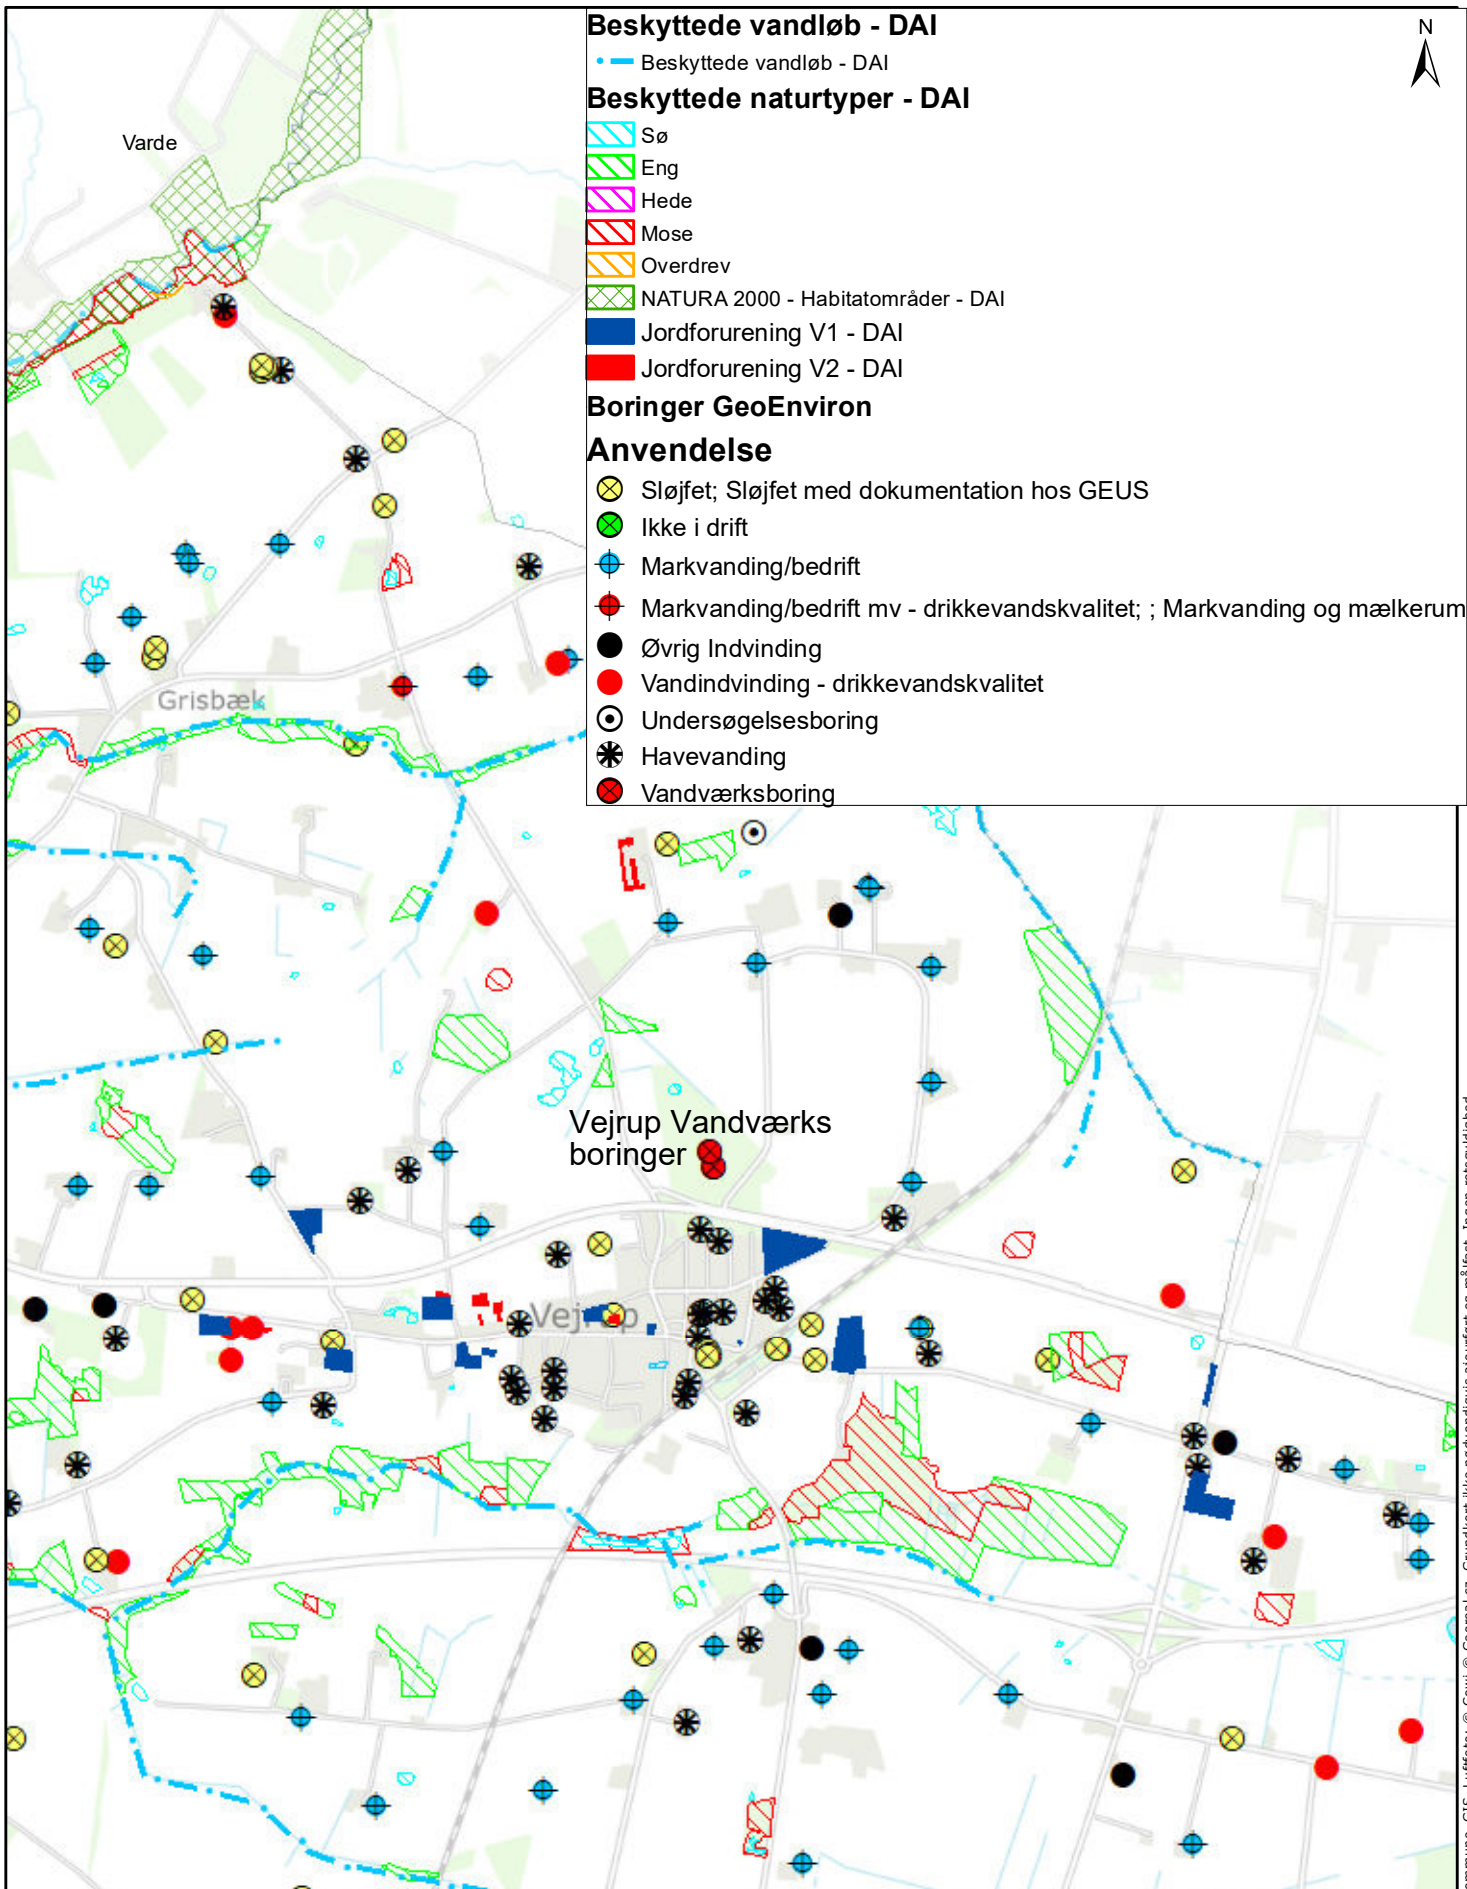 Beskyttede vandløb - DAI
Beskyttede vandløb - DAI
Beskyttede naturtyper - DAI
Sø
Eng
Hede
Mose
Overdrev
NATURA 2000 - Habitatområder - DAI
Jordforurening V1 - DAI
Jordforurening V2 - DAI
Boringer GeoEnviron
Anvendelse
Sløjfet; Sløjfet med dokumentation hos GEUS
Ikke i drift
Markvanding/bedrift
Markvanding/bedrift mv - drikkevandskvalitet; ; Markvanding og mælkerum
Øvrig Indvinding
Vandindvinding - drikkevandskvalitet
Undersøgelsesboring
Havevanding
Vandværksboring
N
Varde
Grisbæk
Vejrup Vandværks
boringer
Vejrup